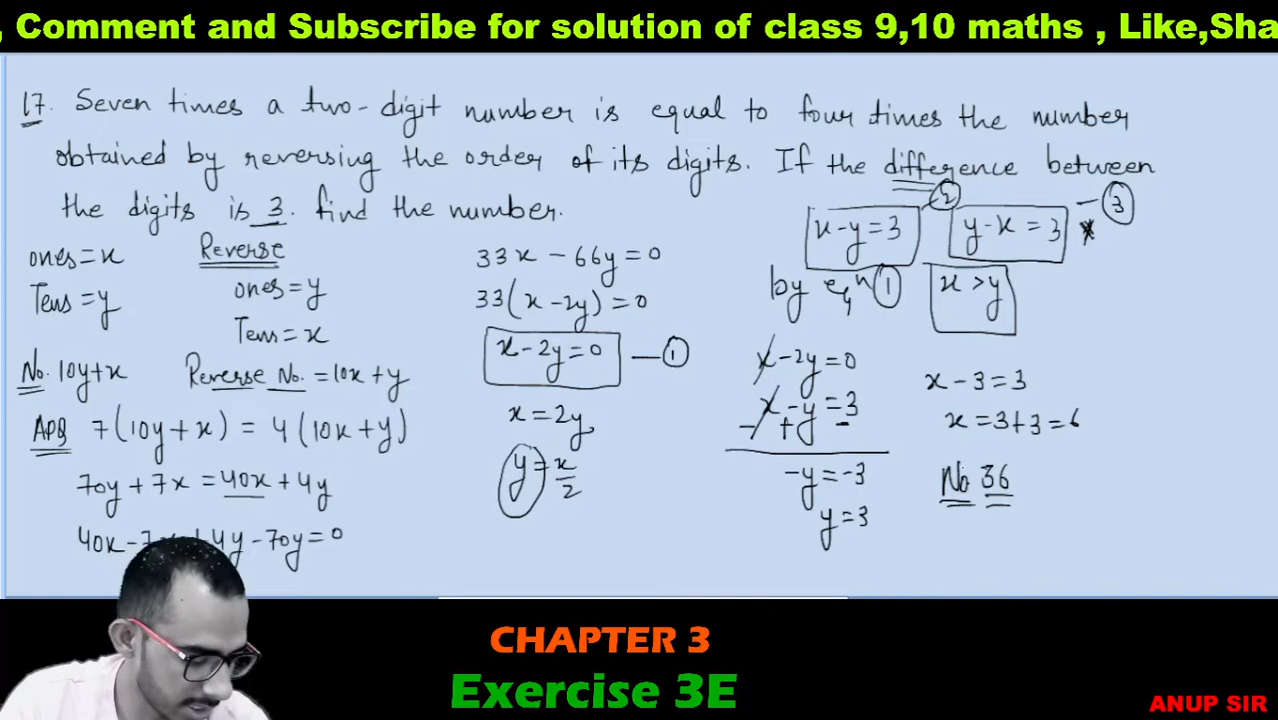 , Comment and Subscribe for solution of class 9,10 maths , Like,Sha
17. Seven times a two-digit number is equal to four times the number
obtained by reversing the order of its digits. If the difference between
the digits is 3. find the number.
ones = x
Tens = y
No. 10y+x
Reverse
ones = y
Tens = x
Reverse No. = 10x+y
APQ 7(10y+x) = 4(10x+y)
70y + 7x = 40x + 4y
40x - 7x + 4y - 70y = 0
33x - 66y = 0
33(x - 2y) = 0
x - 2y = 0 — 1
x = 2y
y = x/2
x - y = 3 — 2
y - x = 3 — 3
by eqn 1 x > y
x - 2y = 0
x - y = 3
- + -
-y = -3
y = 3
x - 3 = 3
x = 3+3 = 6
No 36
CHAPTER 3
Exercise 3E
ANUP SIR